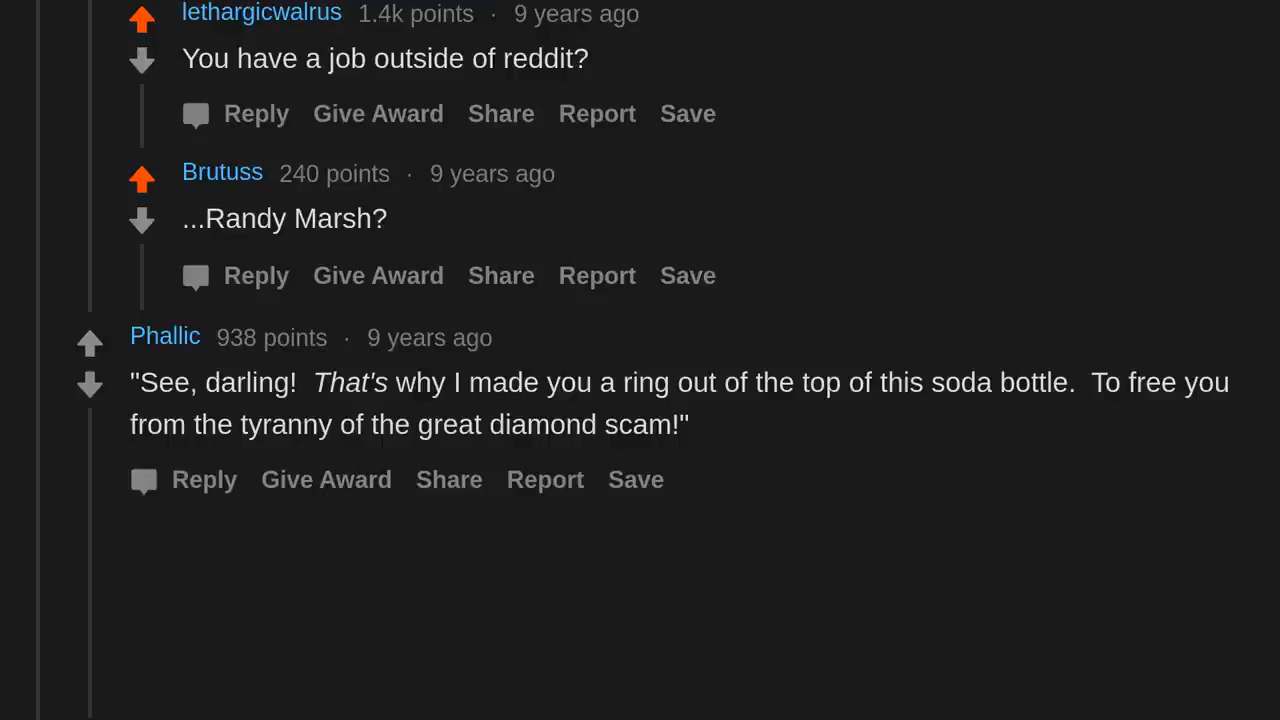 lethargicwalrus 1.4k points · 9 years ago
You have a job outside of reddit?
Reply Give Award Share Report Save
Brutuss 240 points · 9 years ago
...Randy Marsh?
Reply Give Award Share Report Save
Phallic 938 points · 9 years ago
"See, darling!  That's why I made you a ring out of the top of this soda bottle.  To free you
from the tyranny of the great diamond scam!"
Reply Give Award Share Report Save